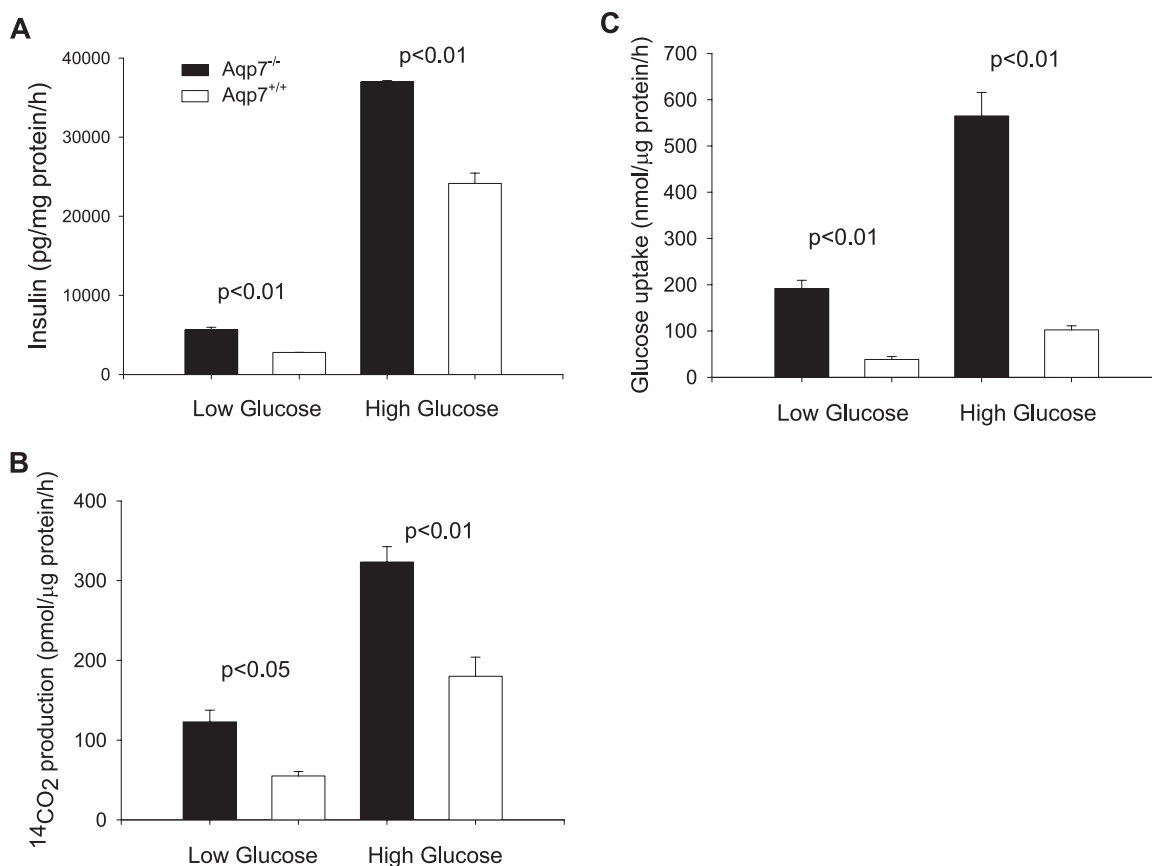 A
Insulin (pg/mg protein/h)
40000
30000
20000
10000
0
Aqp7-/-
Aqp7+/+
p<0.01
p<0.01
Low Glucose
High Glucose
B
14CO2 production (pmol/μg protein/h)
400
300
200
100
0
p<0.05
p<0.01
Low Glucose
High Glucose
C
Glucose uptake (nmol/μg protein/h)
700
600
500
400
300
200
100
0
p<0.01
p<0.01
Low Glucose
High Glucose